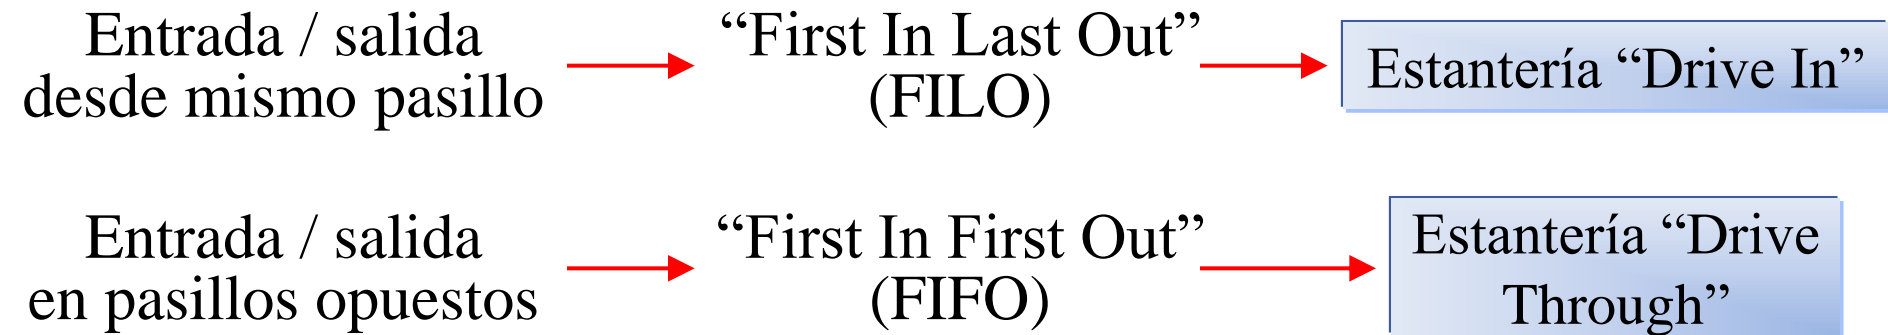 Entrada / salida
desde mismo pasillo
“First In Last Out”
(FILO)
Estantería “Drive In”
Entrada / salida
en pasillos opuestos
“First In First Out”
(FIFO)
Estantería “Drive
Through”